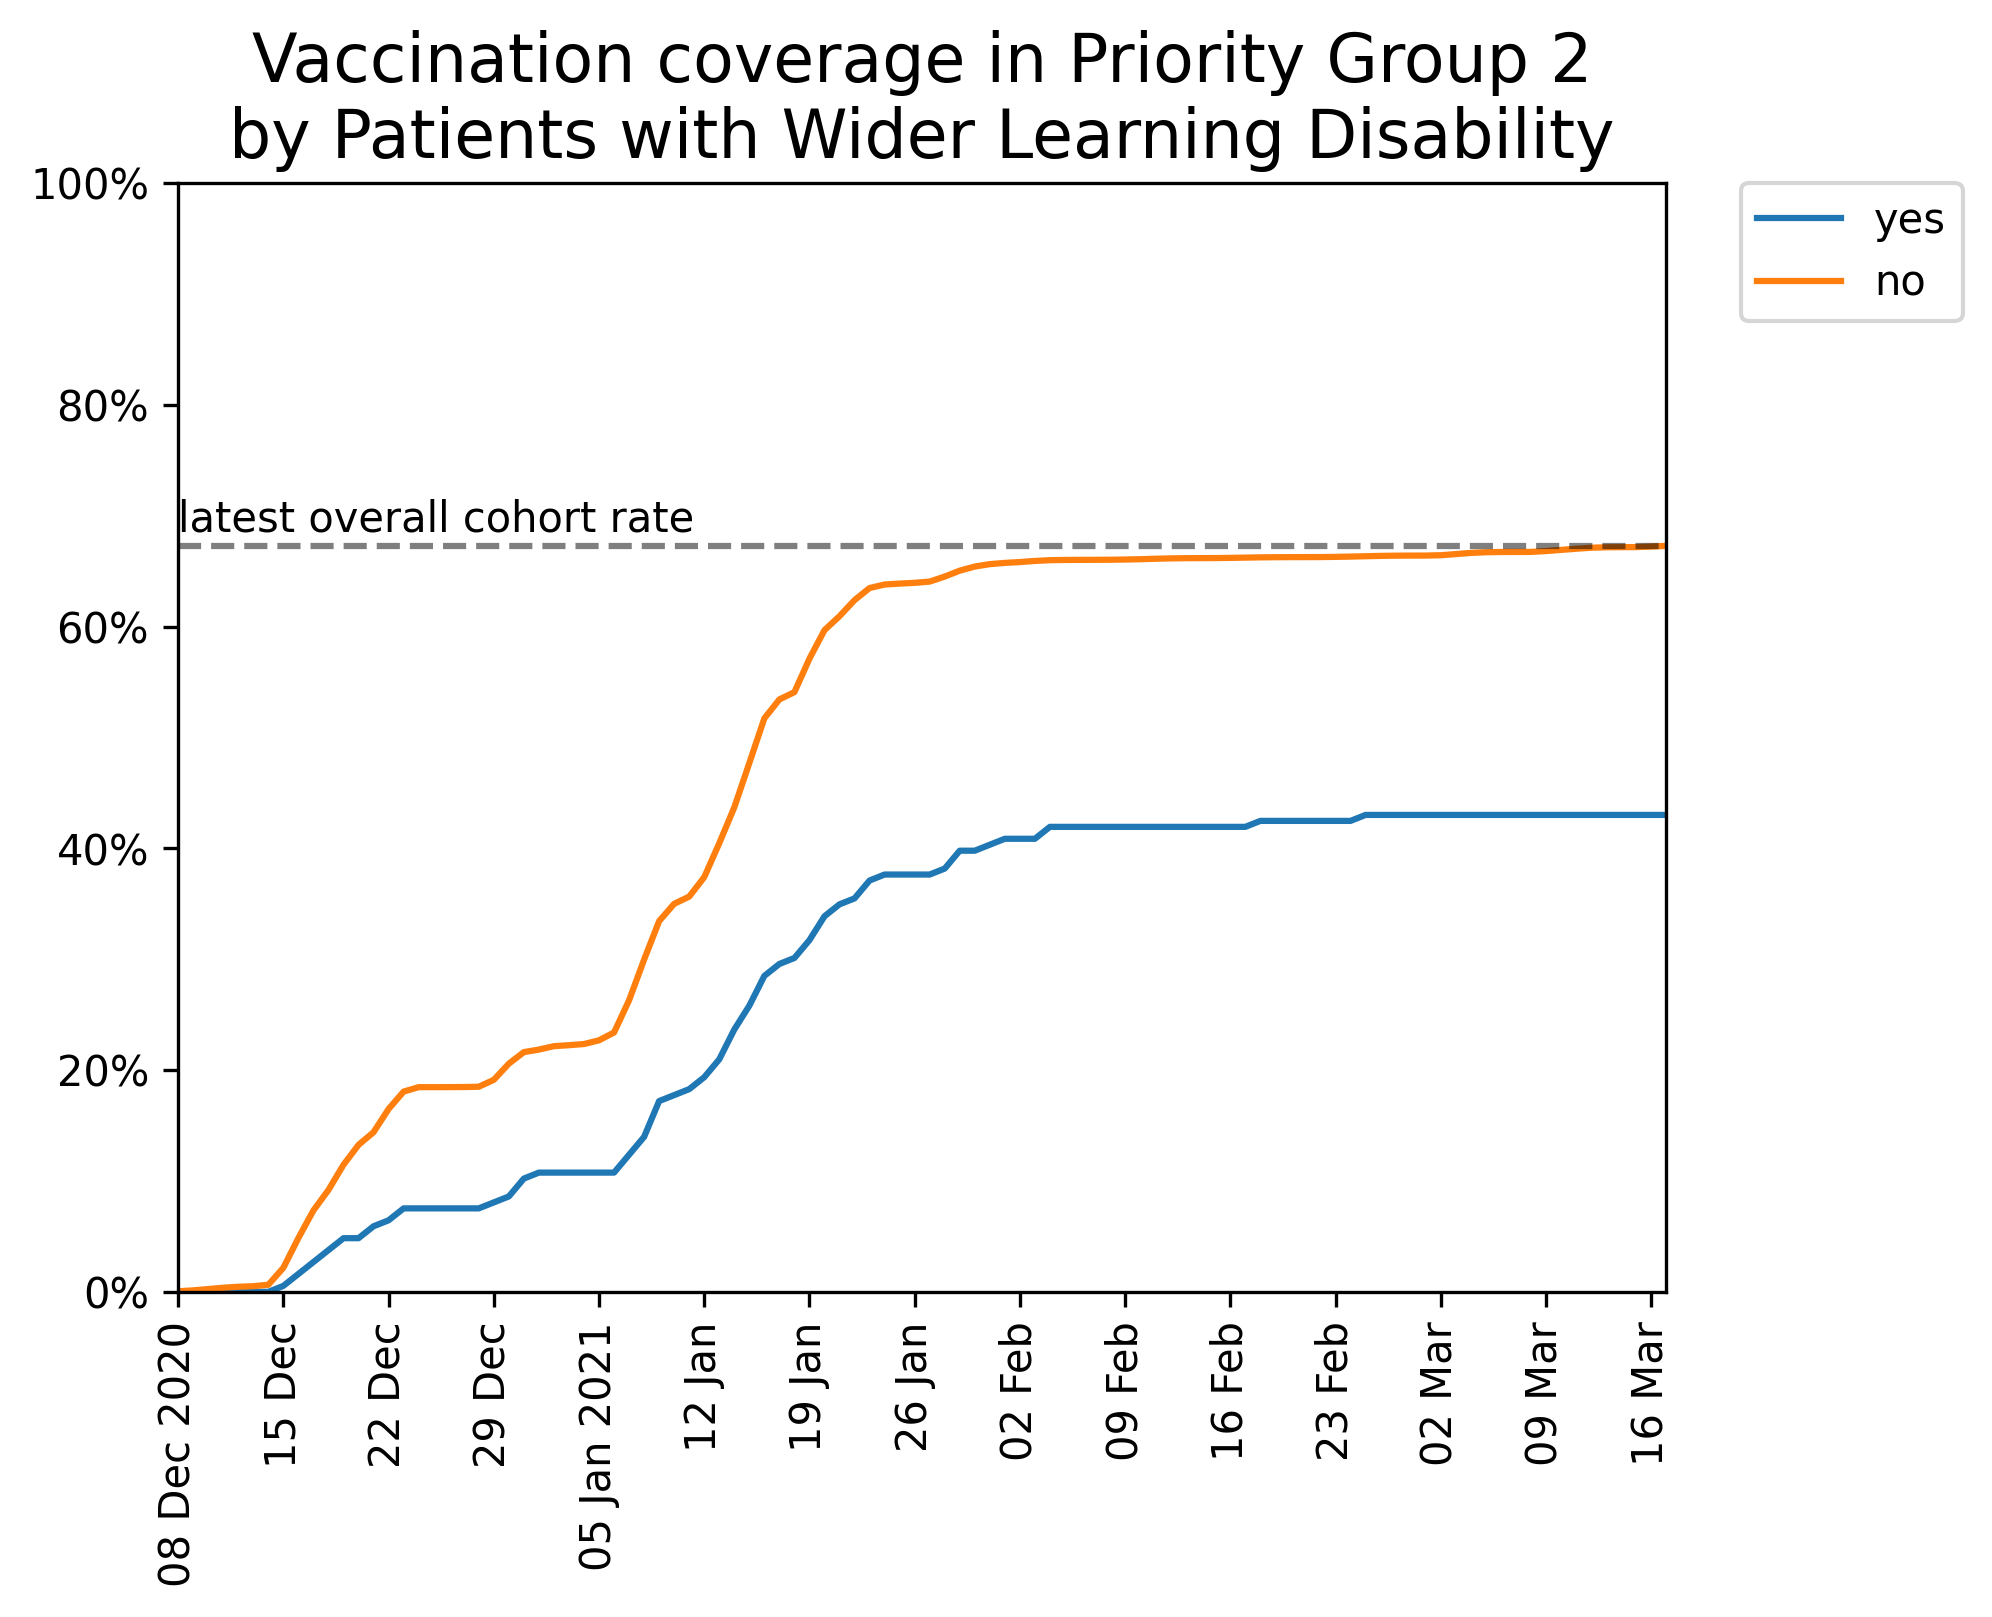 Vaccination coverage in Priority Group 2
by Patients with Wider Learning Disability
100%
80%
60%
40%
20%
0%
latest overall cohort rate
yes
no
08 Dec 2020
15 Dec
22 Dec
29 Dec
05 Jan 2021
12 Jan
19 Jan
26 Jan
02 Feb
09 Feb
16 Feb
23 Feb
02 Mar
09 Mar
16 Mar